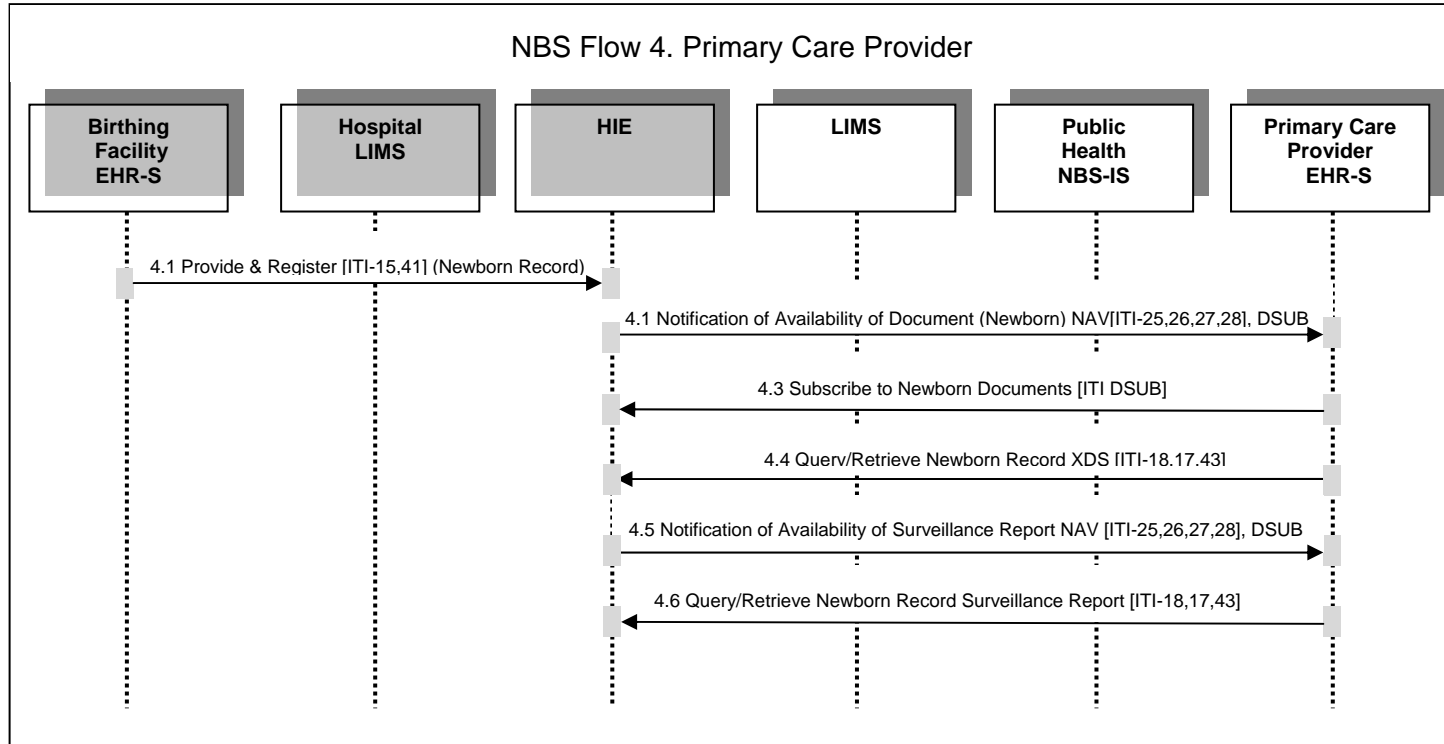 NBS Flow 4. Primary Care Provider
Birthing
Facility
EHR-S
Hospital
LIMS
HIE
LIMS
Public
Health
NBS-IS
Primary Care
Provider
EHR-S
4.1 Provide & Register [ITI-15,41] (Newborn Record)
4.1 Notification of Availability of Document (Newborn) NAV[ITI-25,26,27,28], DSUB
4.3 Subscribe to Newborn Documents [ITI DSUB]
4.4 Query/Retrieve Newborn Record XDS [ITI-18,17,43]
4.5 Notification of Availability of Surveillance Report NAV [ITI-25,26,27,28], DSUB
4.6 Query/Retrieve Newborn Record Surveillance Report [ITI-18,17,43]